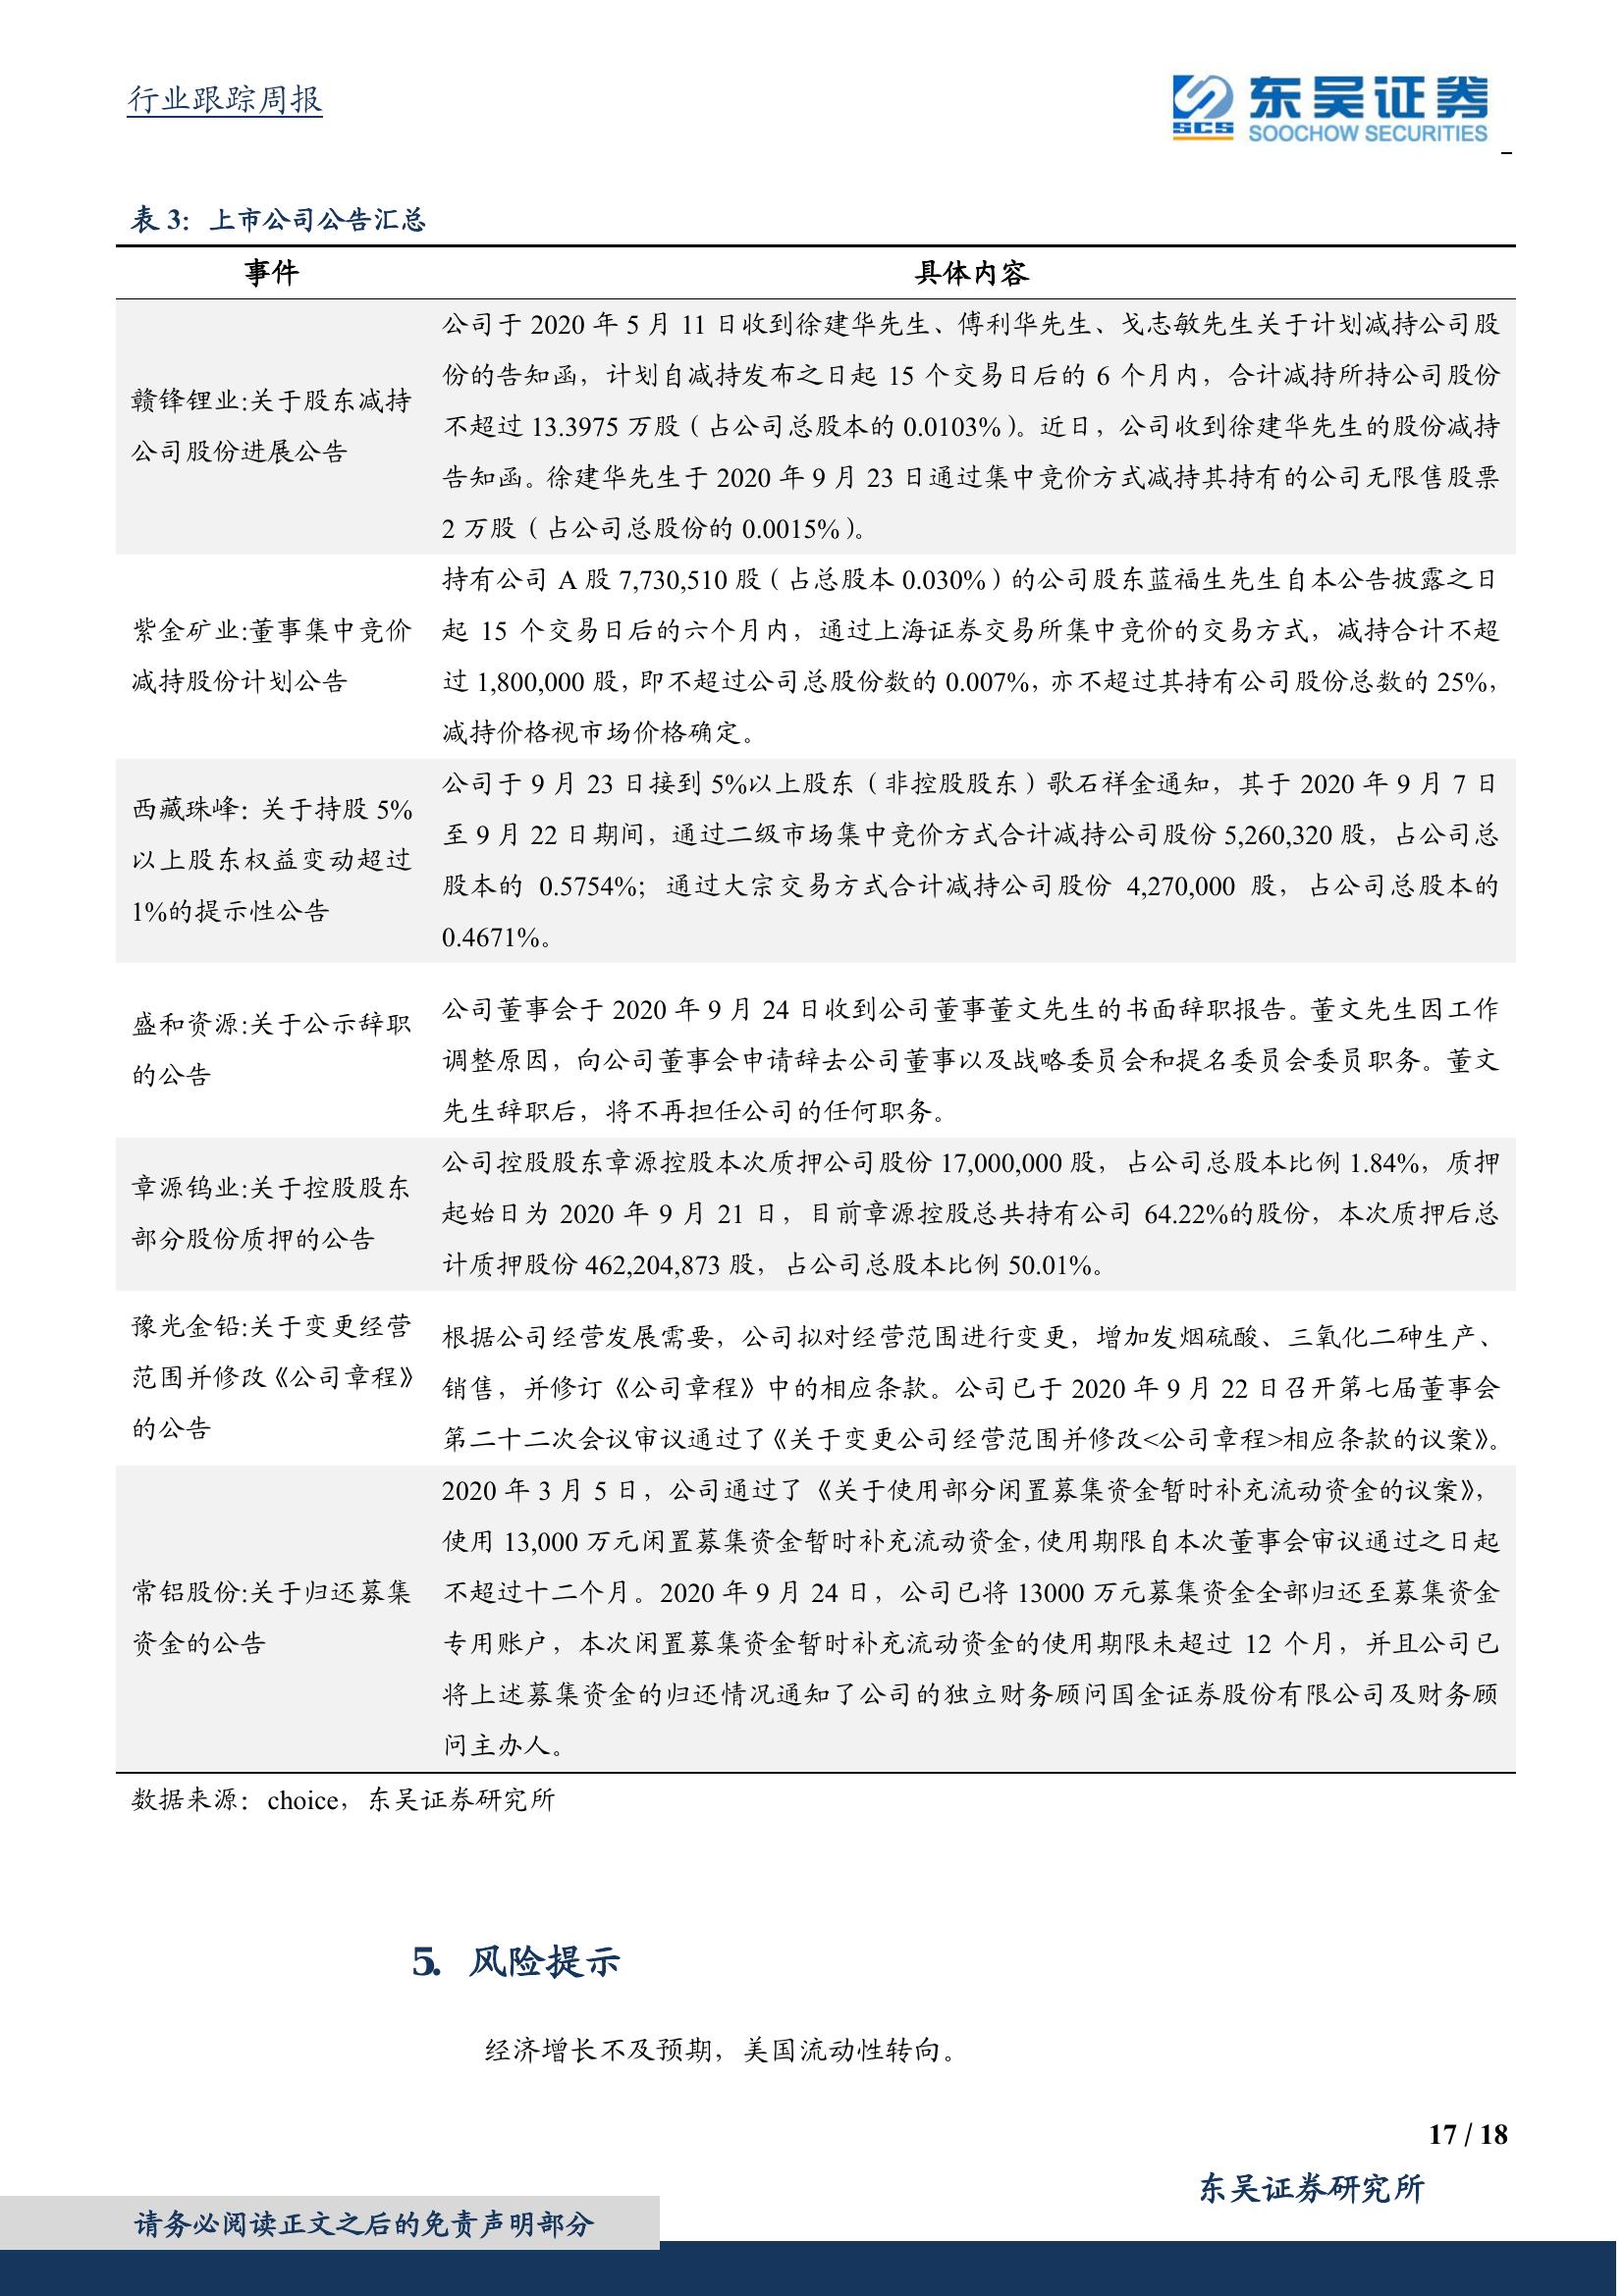 行业跟踪周报
SCS 东吴证券
SOOCHOW SECURITIES
表 3：上市公司公告汇总
事件 具体内容
赣锋锂业:关于股东减持
公司股份进展公告
公司于 2020 年 5 月 11 日收到徐建华先生、傅利华先生、戈志敏先生关于计划减持公司股
份的告知函，计划自减持发布之日起 15 个交易日后的 6 个月内，合计减持所持公司股份
不超过 13.3975 万股（占公司总股本的 0.0103%）。近日，公司收到徐建华先生的股份减持
告知函。徐建华先生于 2020 年 9 月 23 日通过集中竞价方式减持其持有的公司无限售股票
2 万股（占公司总股份的 0.0015%）。
紫金矿业:董事集中竞价
减持股份计划公告
持有公司 A 股 7,730,510 股（占总股本 0.030%）的公司股东蓝福生先生自本公告披露之日
起 15 个交易日后的六个月内，通过上海证券交易所集中竞价的交易方式，减持合计不超
过 1,800,000 股，即不超过公司总股份数的 0.007%，亦不超过其持有公司股份总数的 25%，
减持价格视市场价格确定。
西藏珠峰：关于持股 5%
以上股东权益变动超过
1%的提示性公告
公司于 9 月 23 日接到 5%以上股东（非控股股东）歌石祥金通知，其于 2020 年 9 月 7 日
至 9 月 22 日期间，通过二级市场集中竞价方式合计减持公司股份 5,260,320 股，占公司总
股本的 0.5754%；通过大宗交易方式合计减持公司股份 4,270,000 股，占公司总股本的
0.4671%。
盛和资源:关于公示辞职
的公告
公司董事会于 2020 年 9 月 24 日收到公司董事董文先生的书面辞职报告。董文先生因工作
调整原因，向公司董事会申请辞去公司董事以及战略委员会和提名委员会委员职务。董文
先生辞职后，将不再担任公司的任何职务。
章源钨业:关于控股股东
部分股份质押的公告
公司控股股东章源控股本次质押公司股份 17,000,000 股，占公司总股本比例 1.84%，质押
起始日为 2020 年 9 月 21 日，目前章源控股总共持有公司 64.22%的股份，本次质押后总
计质押股份 462,204,873 股，占公司总股本比例 50.01%。
豫光金铅:关于变更经营
范围并修改《公司章程》
的公告
根据公司经营发展需要，公司拟对经营范围进行变更，增加发烟硫酸、三氧化二砷生产、
销售，并修订《公司章程》中的相应条款。公司已于 2020 年 9 月 22 日召开第七届董事会
第二十二次会议审议通过了《关于变更公司经营范围并修改<公司章程>相应条款的议案》。
常铝股份:关于归还募集
资金的公告
2020 年 3 月 5 日，公司通过了《关于使用部分闲置募集资金暂时补充流动资金的议案》，
使用 13,000 万元闲置募集资金暂时补充流动资金，使用期限自本次董事会审议通过之日起
不超过十二个月。2020 年 9 月 24 日，公司已将 13000 万元募集资金全部归还至募集资金
专用账户，本次闲置募集资金暂时补充流动资金的使用期限未超过 12 个月，并且公司已
将上述募集资金的归还情况通知了公司的独立财务顾问国金证券股份有限公司及财务顾
问主办人。
数据来源：choice，东吴证券研究所
5. 风险提示
经济增长不及预期，美国流动性转向。
17 / 18
东吴证券研究所
请务必阅读正文之后的免责声明部分